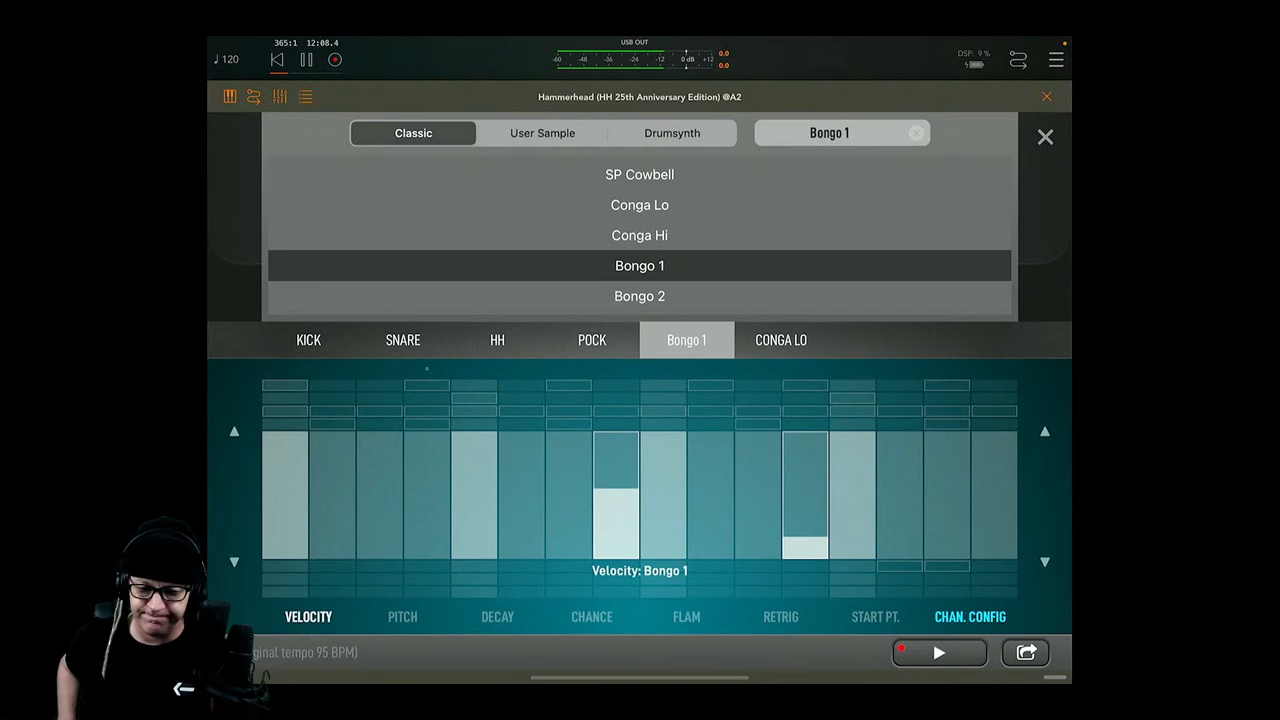 365:1 12:08.4
USB OUT
♩120
-60 -48 -36 -24 -12 0 dB +12
0.0
0.0
DSP: 9 %
Hammerhead (HH 25th Anniversary Edition) @A2
Classic User Sample Drumsynth Bongo 1
SP Cowbell
Conga Lo
Conga Hi
Bongo 1
Bongo 2
KICK SNARE HH POCK Bongo 1 CONGA LO
Velocity: Bongo 1
VELOCITY PITCH DECAY CHANCE FLAM RETRIG START PT. CHAN. CONFIG
ginal tempo 95 BPM)